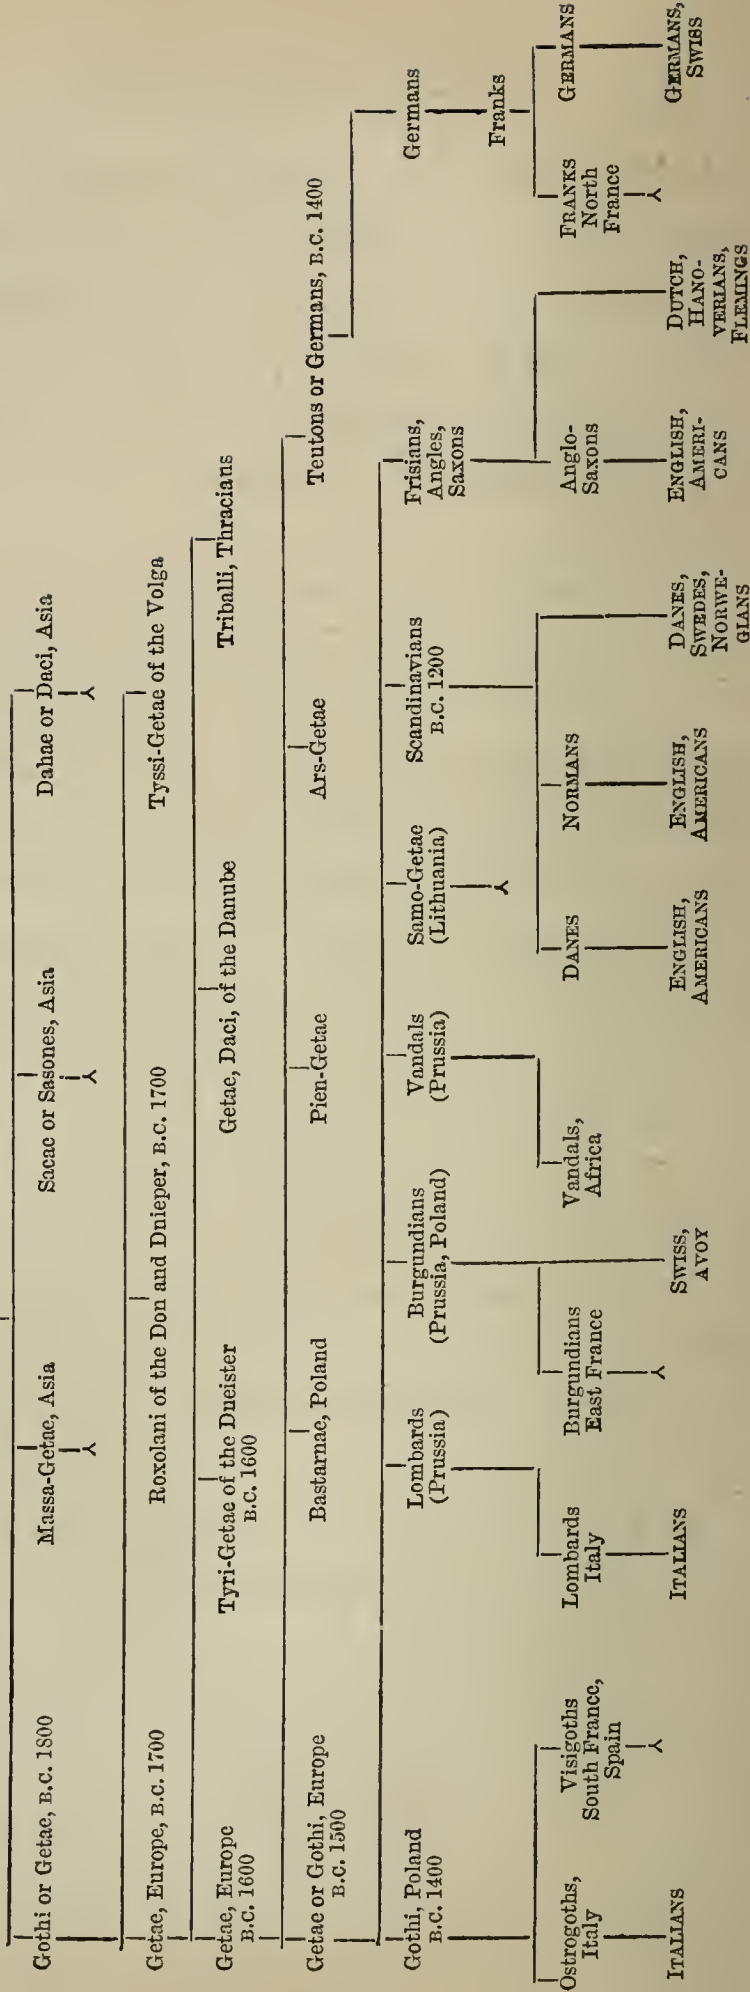 Gothi or Getae, B.C. 1800
Massa-Getae, Asia
Sacae or Sasones, Asia
Dahae or Daci, Asia
Getae, Europe, B.C. 1700
Roxolani of the Don and Dnieper, B.C. 1700
Tyssi-Getae of the Volga
Getae, Europe
B.C. 1600
Tyri-Getae of the Dneister
B.C. 1600
Getae, Daci, of the Danube
Triballi, Thracians
Getae or Gothi, Europe
B.C. 1500
Bastarnae, Poland
Pien-Getae
Ars-Getae
Teutons or Germans, B.C. 1400
Gothi, Poland
B.C. 1400
Lombards
(Prussia)
Burgundians
(Prussia, Poland)
Vandals
(Prussia)
Samo-Getae
(Lithuania)
Scandinavians
B.C. 1200
Frisians,
Angles,
Saxons
Germans
Franks
Ostrogoths,
Italy
Visigoths
South France,
Spain
Lombards
Italy
Burgundians
East France
Vandals,
Africa
DANES
NORMANS
Anglo-
Saxons
FRANKS
North
France
GERMANS
ITALIANS
ITALIANS
SWISS,
AVOY
ENGLISH,
AMERICANS
ENGLISH,
AMERICANS
DANES,
SWEDES,
NORWE-
GIANS
ENGLISH,
AMERI-
CANS
DUTCH,
HANO-
VERIANS,
FLEMINGS
GERMANS,
SWISS